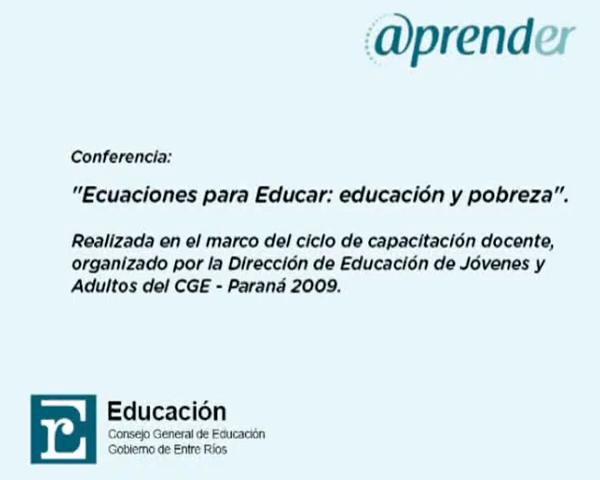 @prender
Conferencia:
"Ecuaciones para Educar: educación y pobreza".
Realizada en el marco del ciclo de capacitación docente,
organizado por la Dirección de Educación de Jóvenes y
Adultos del CGE - Paraná 2009.
Educación
Consejo General de Educación
Gobierno de Entre Ríos